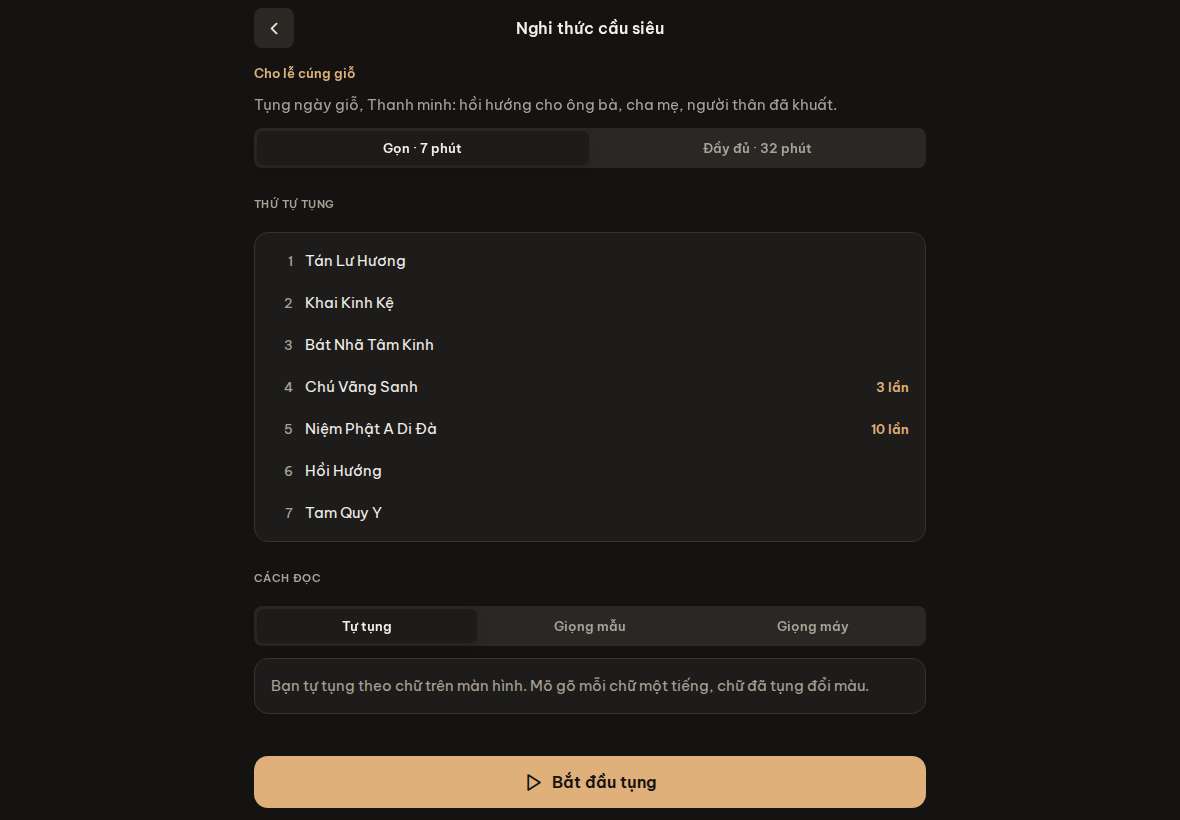 Nghi thức cầu siêu
Cho lễ cúng giỗ
Tụng ngày giỗ, Thanh minh: hồi hướng cho ông bà, cha mẹ, người thân đã khuất.
Gọn · 7 phút
Đầy đủ · 32 phút
THỨ TỰ TỤNG
1 Tán Lư Hương
2 Khai Kinh Kệ
3 Bát Nhã Tâm Kinh
4 Chú Vãng Sanh 3 lần
5 Niệm Phật A Di Đà 10 lần
6 Hồi Hướng
7 Tam Quy Y
CÁCH ĐỌC
Tự tụng
Giọng mẫu
Giọng máy
Bạn tự tụng theo chữ trên màn hình. Mõ gõ mỗi chữ một tiếng, chữ đã tụng đổi màu.
Bắt đầu tụng